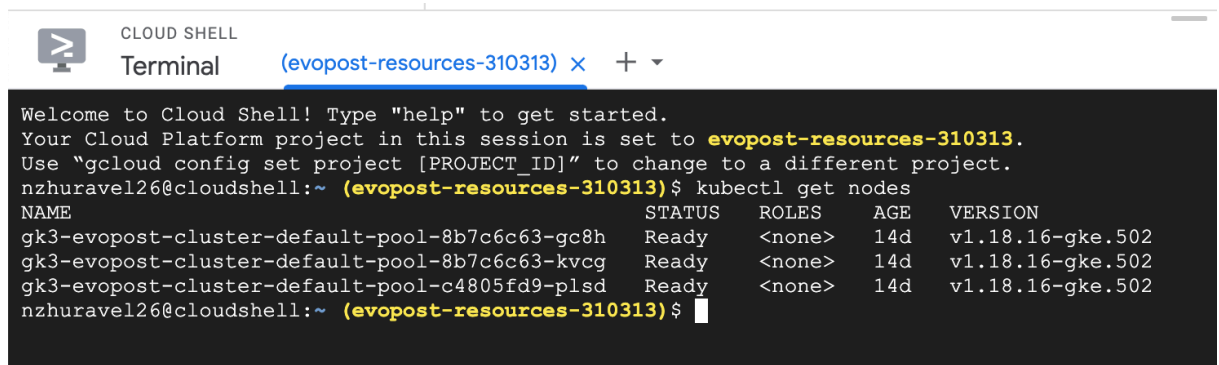 CLOUD SHELL
Terminal
(evopost-resources-310313)
Welcome to Cloud Shell! Type "help" to get started.
Your Cloud Platform project in this session is set to evopost-resources-310313.
Use “gcloud config set project [PROJECT_ID]” to change to a different project.
nzhuravel26@cloudshell:~ (evopost-resources-310313)$ kubectl get nodes
NAME STATUS ROLES AGE VERSION
gk3-evopost-cluster-default-pool-8b7c6c63-gc8h Ready <none> 14d v1.18.16-gke.502
gk3-evopost-cluster-default-pool-8b7c6c63-kvcg Ready <none> 14d v1.18.16-gke.502
gk3-evopost-cluster-default-pool-c4805fd9-plsd Ready <none> 14d v1.18.16-gke.502
nzhuravel26@cloudshell:~ (evopost-resources-310313)$